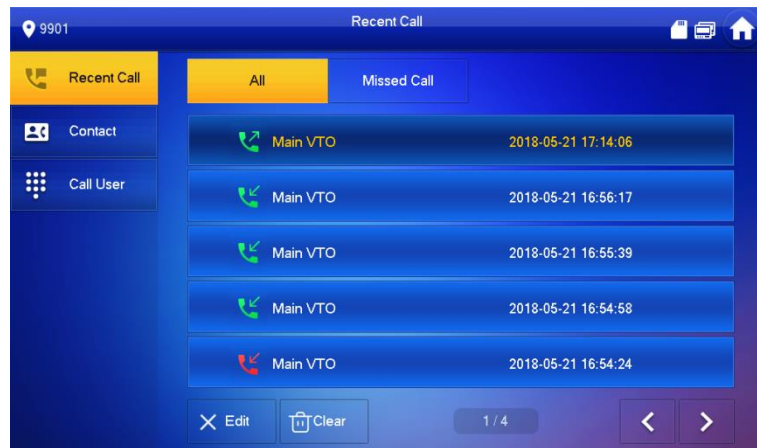 9901 Recent Call
Recent Call
All Missed Call
Contact
Call User
Main VTO 2018-05-21 17:14:06
Main VTO 2018-05-21 16:56:17
Main VTO 2018-05-21 16:55:39
Main VTO 2018-05-21 16:54:58
Main VTO 2018-05-21 16:54:24
Edit Clear 1/4